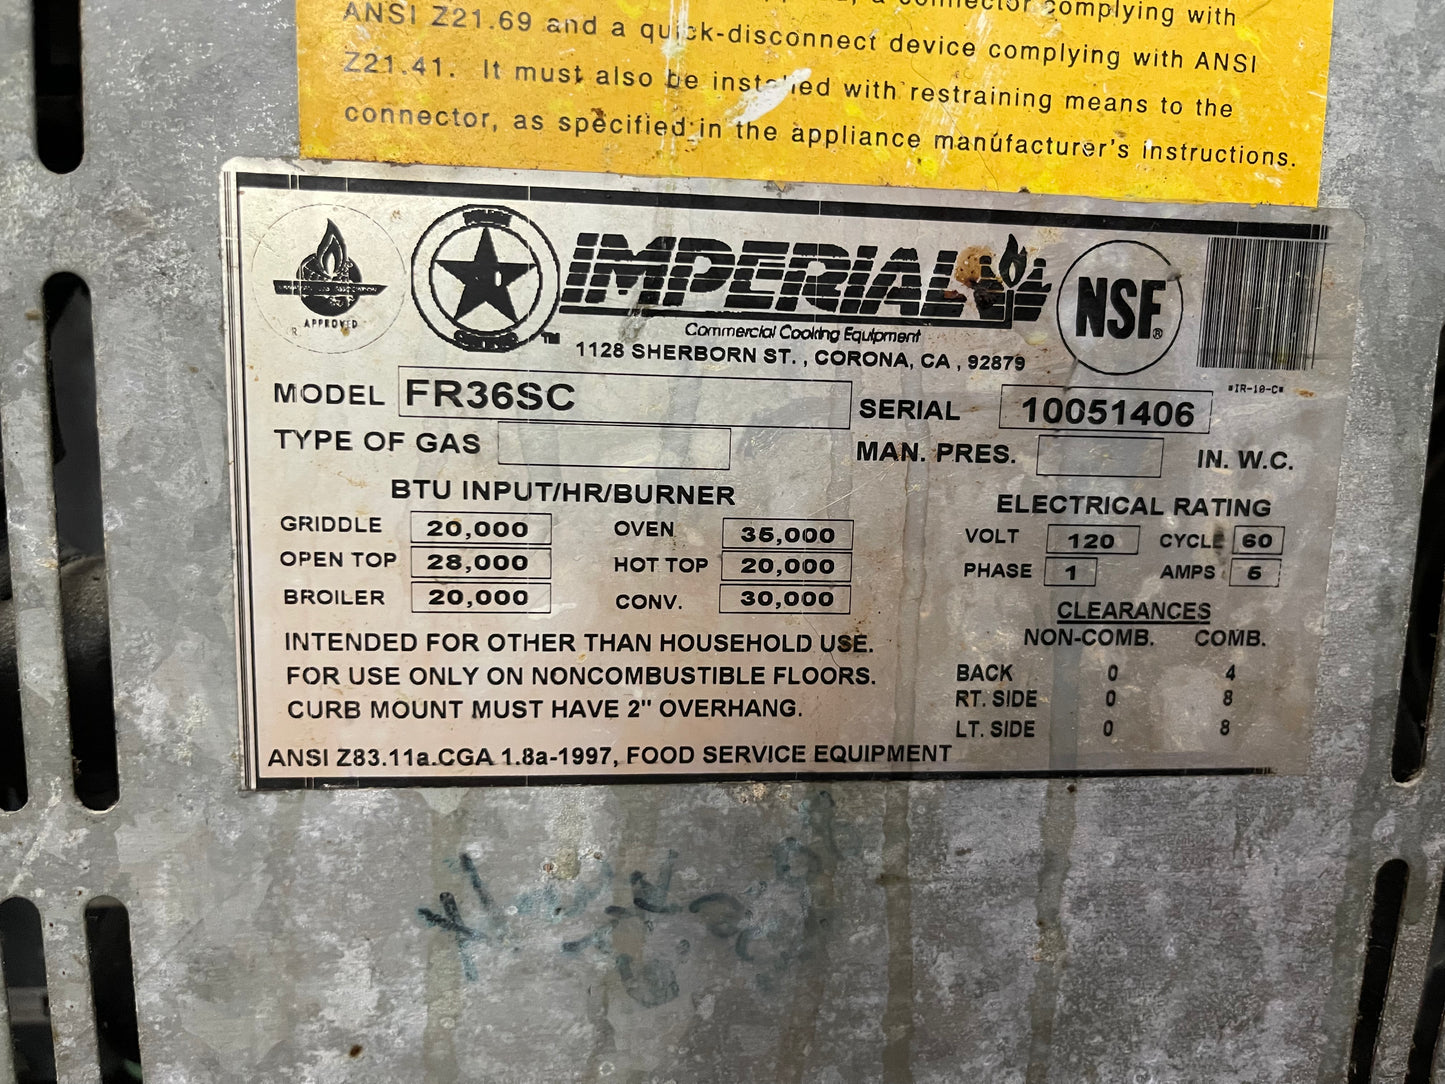 complying with
ANSI Z21.69 and a quick-disconnect device complying with ANSI
Z21.41. It must also be installed with restraining means to the
connector, as specified in the appliance manufacturer's instructions.
APPROVED
R
IMPERIAL
Commercial Cooking Equipment
TM
1128 SHERBORN ST. , CORONA, CA , 92879
NSF®
*IR-10-C*
MODEL FR36SC
SERIAL 10051406
TYPE OF GAS
MAN. PRES. IN. W.C.
BTU INPUT/HR/BURNER
GRIDDLE 20,000 OVEN 35,000
OPEN TOP 28,000 HOT TOP 20,000
BROILER 20,000 CONV. 30,000
ELECTRICAL RATING
VOLT 120 CYCLE 60
PHASE 1 AMPS 6
CLEARANCES
NON-COMB. COMB.
BACK 0 4
RT. SIDE 0 8
LT. SIDE 0 8
INTENDED FOR OTHER THAN HOUSEHOLD USE.
FOR USE ONLY ON NONCOMBUSTIBLE FLOORS.
CURB MOUNT MUST HAVE 2" OVERHANG.
ANSI Z83.11a.CGA 1.8a-1997, FOOD SERVICE EQUIPMENT